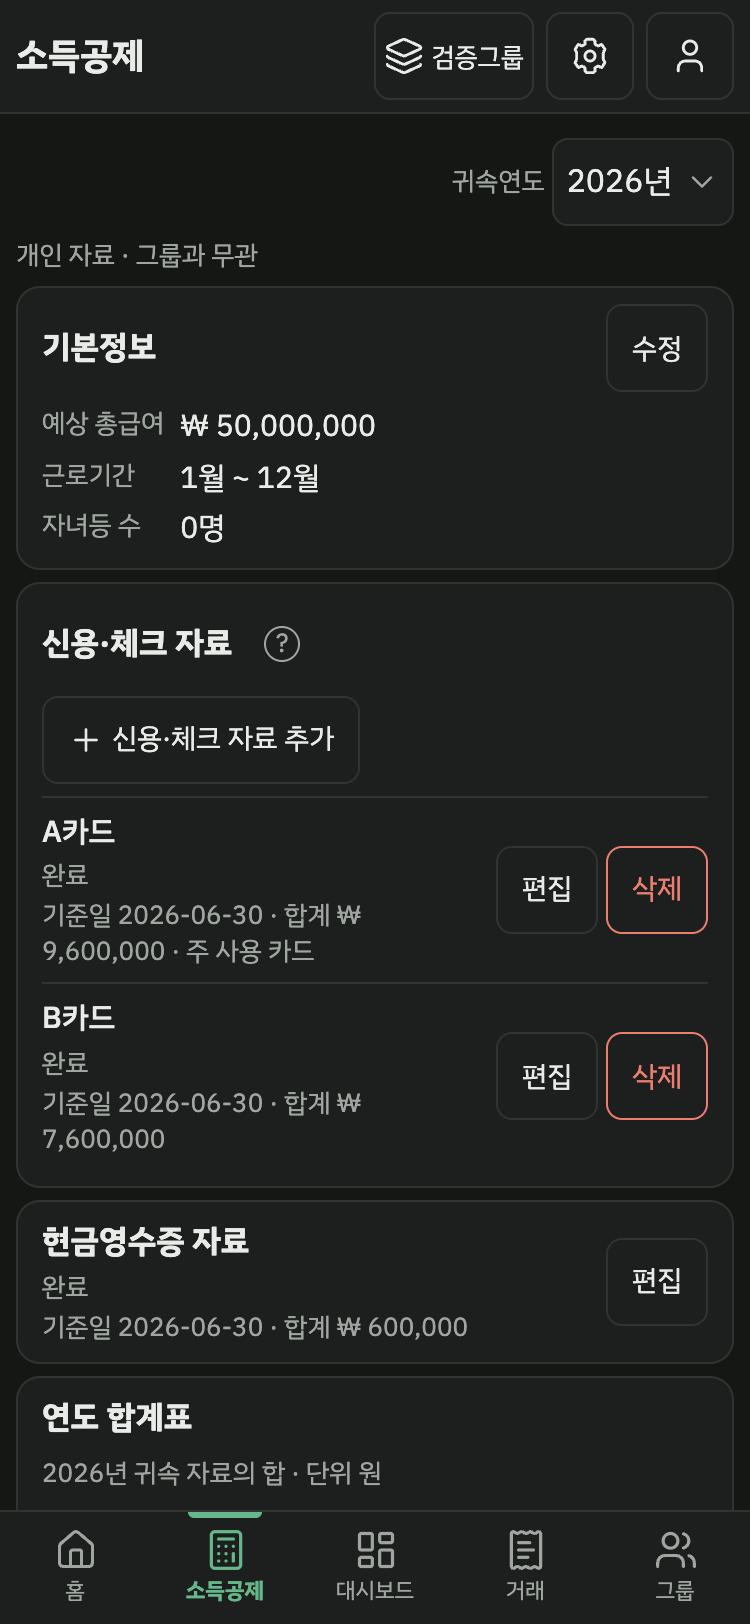 소득공제
검증그룹
귀속연도 2026년
개인 자료 · 그룹과 무관
기본정보
수정
예상 총급여 ₩ 50,000,000
근로기간 1월 ~ 12월
자녀등 수 0명
신용·체크 자료 ?
+ 신용·체크 자료 추가
A카드
완료
기준일 2026-06-30 · 합계 ₩
9,600,000 · 주 사용 카드
편집 삭제
B카드
완료
기준일 2026-06-30 · 합계 ₩
7,600,000
편집 삭제
현금영수증 자료
완료
기준일 2026-06-30 · 합계 ₩ 600,000
편집
연도 합계표
2026년 귀속 자료의 합 · 단위 원
홈 소득공제 대시보드 거래 그룹